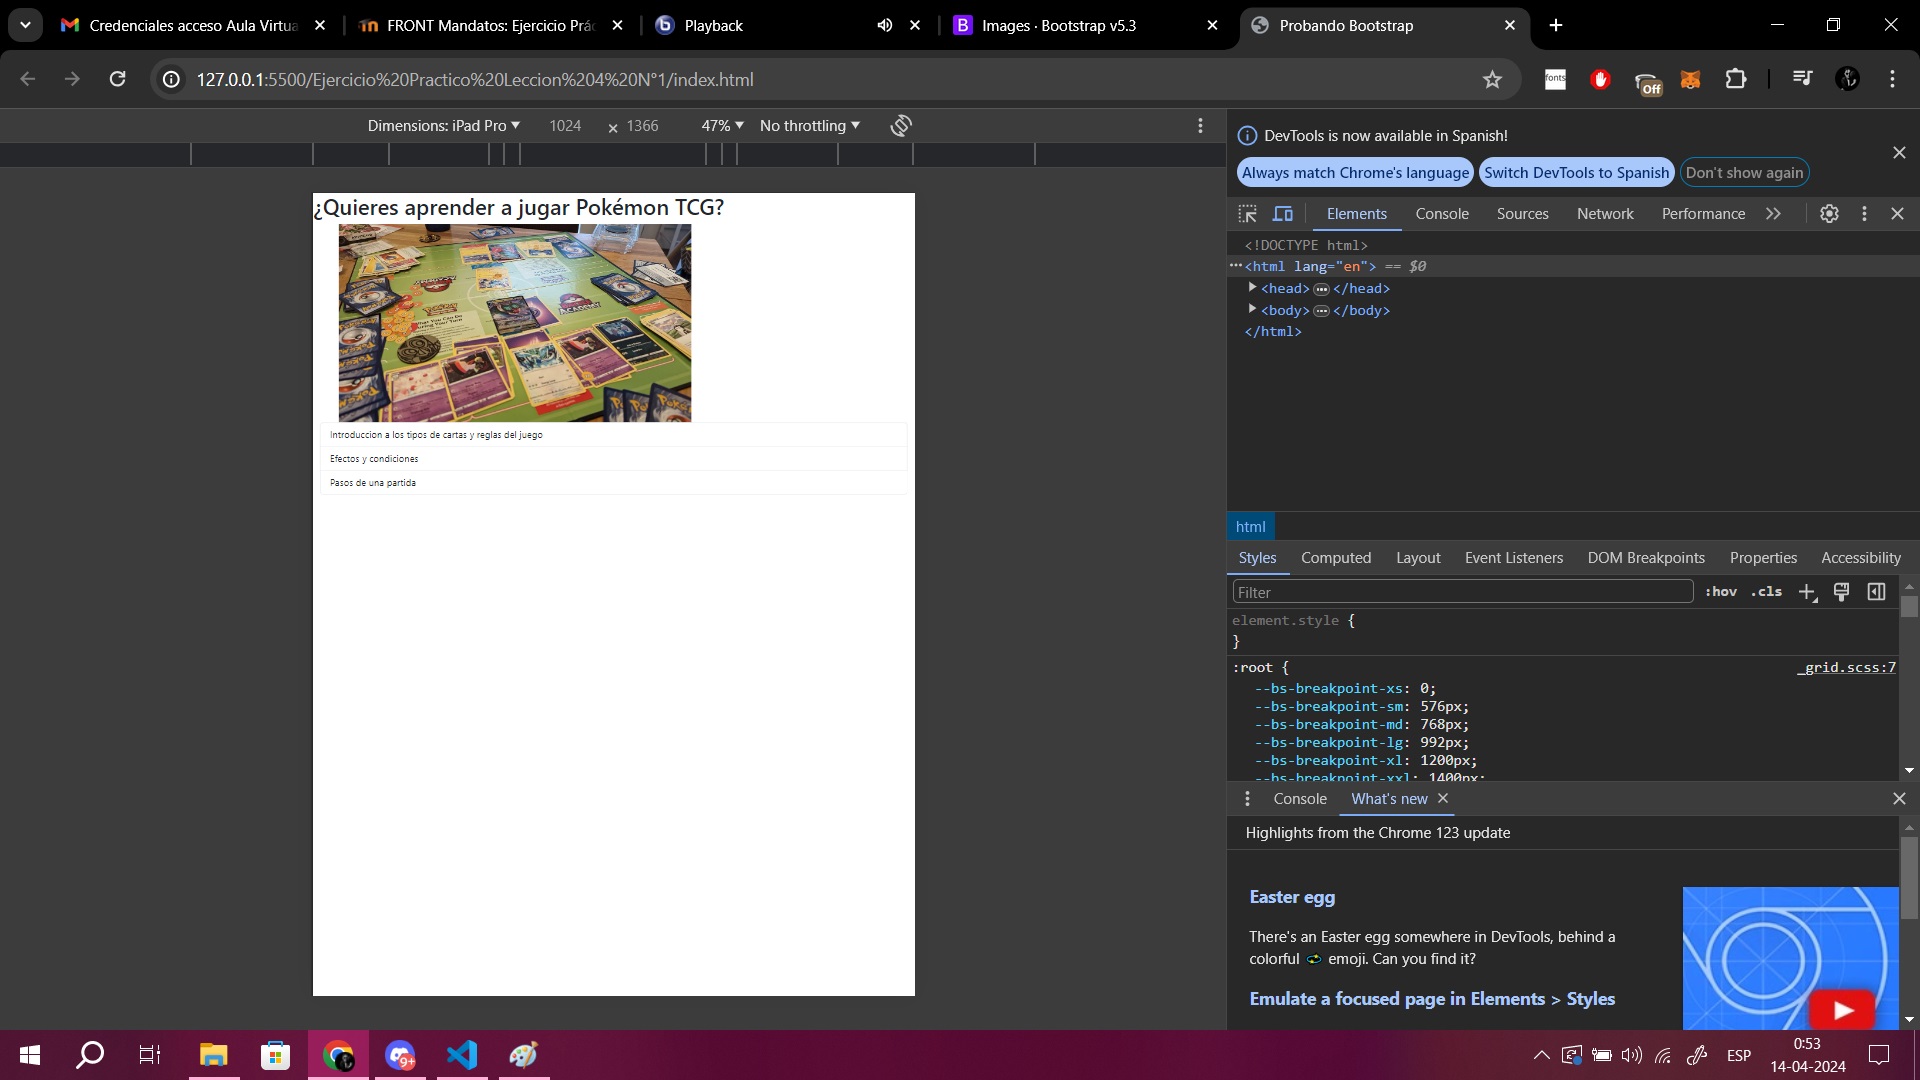 Credenciales acceso Aula Virtua
FRONT Mandatos: Ejercicio Prác
Playback
Images · Bootstrap v5.3
Probando Bootstrap
127.0.0.1:5500/Ejercicio%20Practico%20Leccion%204%20N°1/index.html
fonts
Off
Dimensions: iPad Pro
1024
1366
47%
No throttling
DevTools is now available in Spanish!
Always match Chrome's language
Switch DevTools to Spanish
Don't show again
Elements
Console
Sources
Network
Performance
<!DOCTYPE html>
<html lang="en"> == $0
<head> ••• </head>
<body> ••• </body>
</html>
¿Quieres aprender a jugar Pokémon TCG?
ACADEMY
Introduccion a los tipos de cartas y reglas del juego
Efectos y condiciones
Pasos de una partida
html
Styles
Computed
Layout
Event Listeners
DOM Breakpoints
Properties
Accessibility
Filter
:hov
.cls
element.style {
}
:root {
_grid.scss:7
--bs-breakpoint-xs: 0;
--bs-breakpoint-sm: 576px;
--bs-breakpoint-md: 768px;
--bs-breakpoint-lg: 992px;
--bs-breakpoint-xl: 1200px;
--bs-breakpoint-xxl: 1400px;
Console
What's new
Highlights from the Chrome 123 update
Easter egg
There's an Easter egg somewhere in DevTools, behind a
colorful emoji. Can you find it?
Emulate a focused page in Elements > Styles
9+
ESP
0:53
14-04-2024